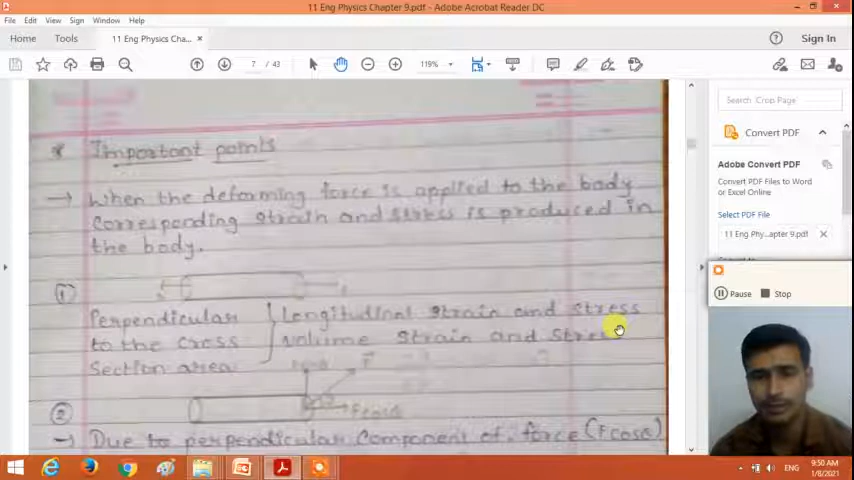 11 Eng Physics Chapter 9.pdf - Adobe Acrobat Reader DC
File Edit View Sign Window Help
Home Tools 11 Eng Physics Cha... × Sign In
7 / 43 119%
* Important points
→ When the deforming force is applied to the body
corresponding strain and stress is produced in
the body.
①
Perpendicular
to the cross
section area
Longitudinal strain and stress
volume strain and stress
F
②
Fcosθ
→ Due to perpendicular component of force (Fcosθ)
Search 'Crop Page'
Convert PDF
Adobe Convert PDF
Convert PDF Files to Word
or Excel Online
Select PDF File
11 Eng Phy...apter 9.pdf ×
Pause Stop
ENG
9:50 AM
1/8/2021